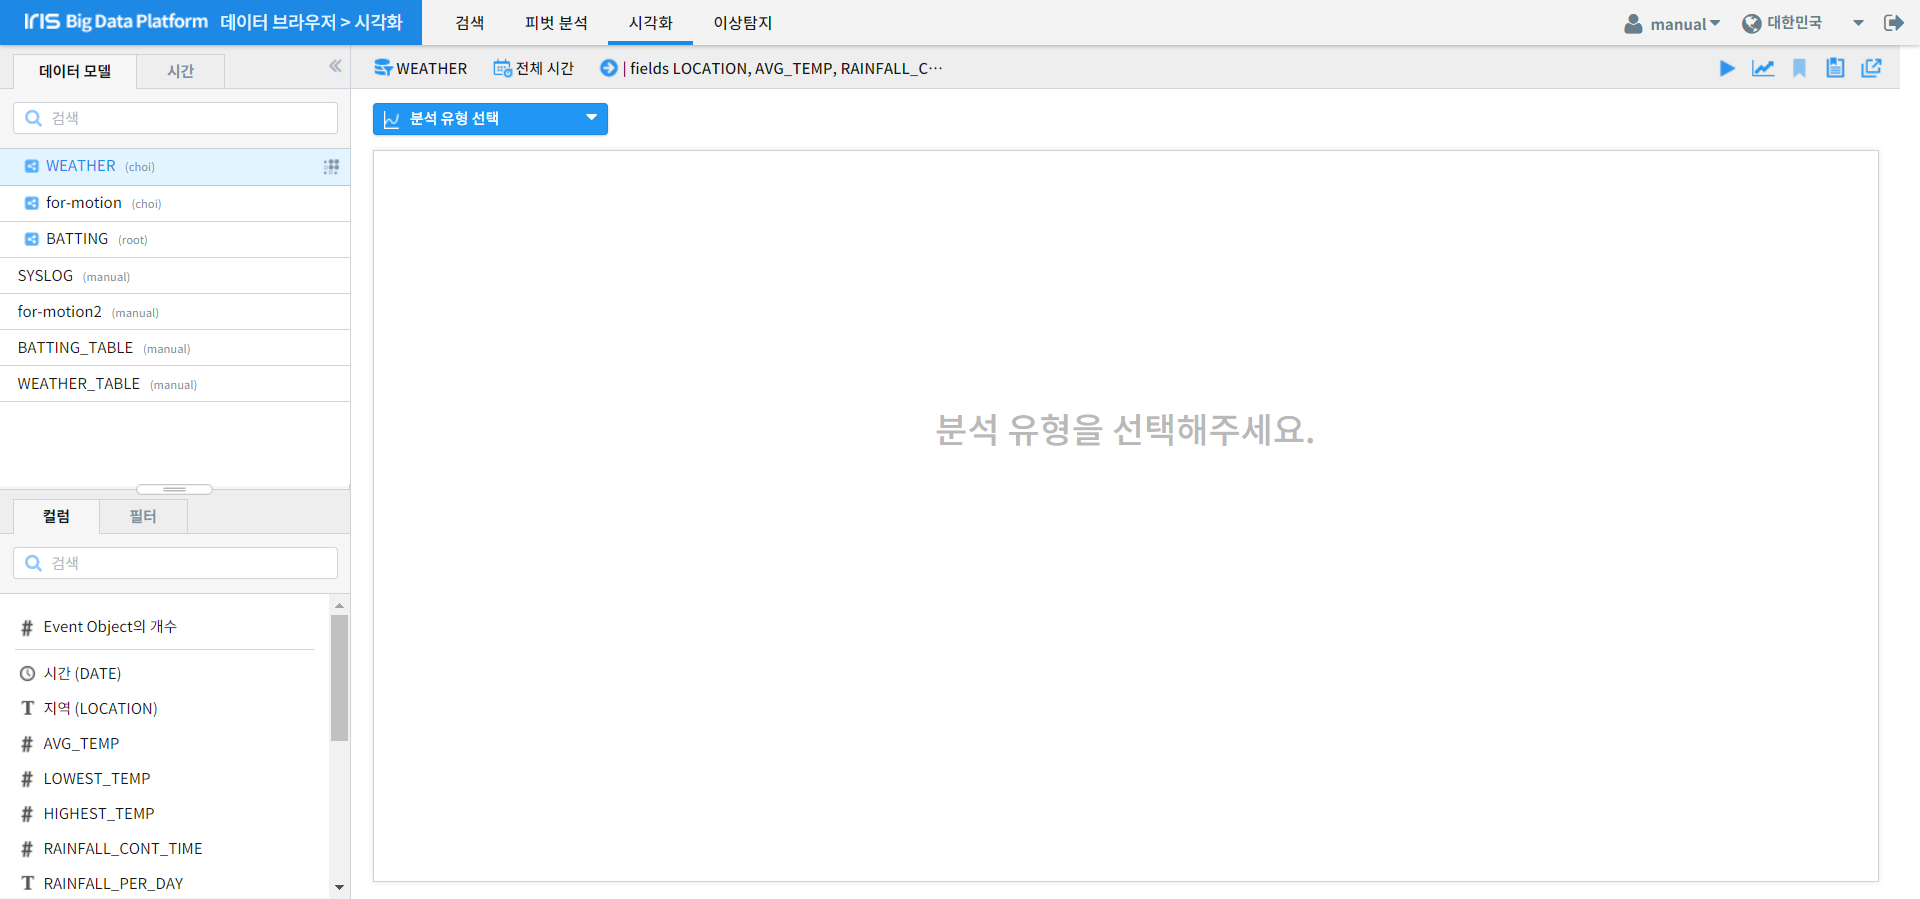 IRIS Big Data Platform 데이터 브라우저 > 시각화
검색 피벗 분석 시각화 이상탐지
manual 대한민국
데이터 모델 시간
검색
WEATHER (choi)
for-motion (choi)
BATTING (root)
SYSLOG (manual)
for-motion2 (manual)
BATTING_TABLE (manual)
WEATHER_TABLE (manual)
컬럼 필터
검색
# Event Object의 개수
시간 (DATE)
T 지역 (LOCATION)
# AVG_TEMP
# LOWEST_TEMP
# HIGHEST_TEMP
# RAINFALL_CONT_TIME
T RAINFALL_PER_DAY
WEATHER 전체 시간 | fields LOCATION, AVG_TEMP, RAINFALL_C…
분석 유형 선택
분석 유형을 선택해주세요.